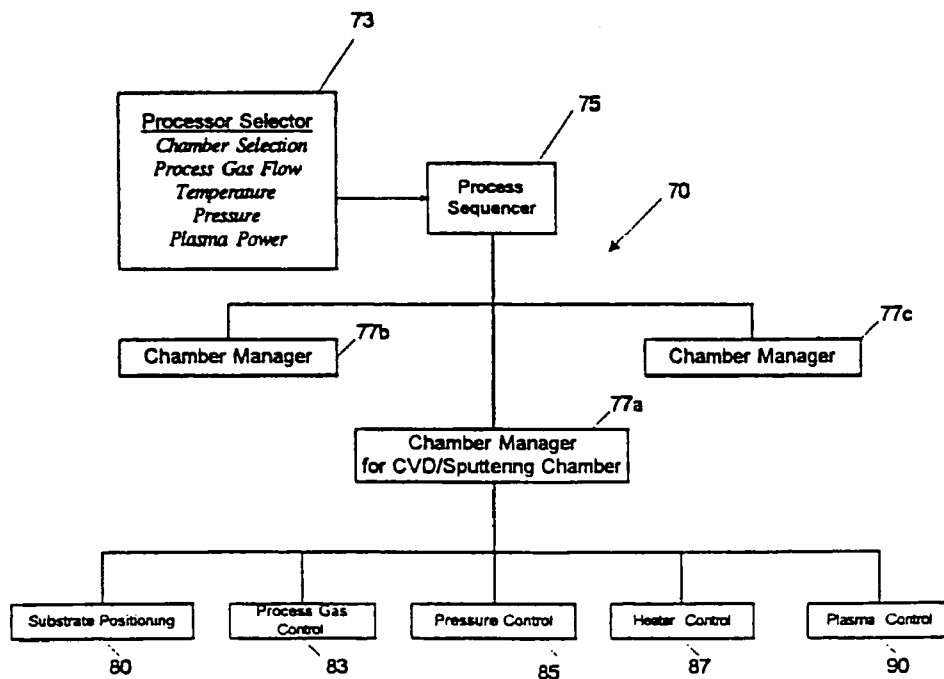 73
Processor Selector
Chamber Selection
Process Gas Flow
Temperature
Pressure
Plasma Power
75
Process
Sequencer
70
77b
Chamber Manager
77c
Chamber Manager
77a
Chamber Manager
for CVD/Sputtering Chamber
Substrate Positioning
Process Gas
Control
Pressure Control
Heater Control
Plasma Control
80
83
85
87
90